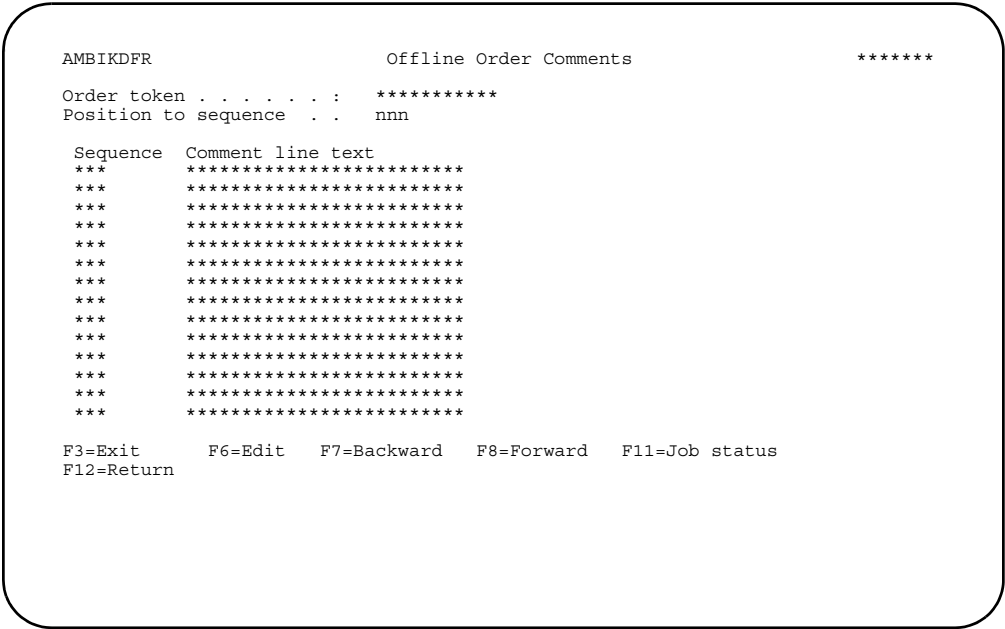 AMBIKDFR Offline Order Comments *******
Order token . . . . . . : ***********
Position to sequence . . nnn
Sequence Comment line text
*** *************************
*** *************************
*** *************************
*** *************************
*** *************************
*** *************************
*** *************************
*** *************************
*** *************************
*** *************************
*** *************************
*** *************************
*** *************************
*** *************************
F3=Exit F6=Edit F7=Backward F8=Forward F11=Job status
F12=Return